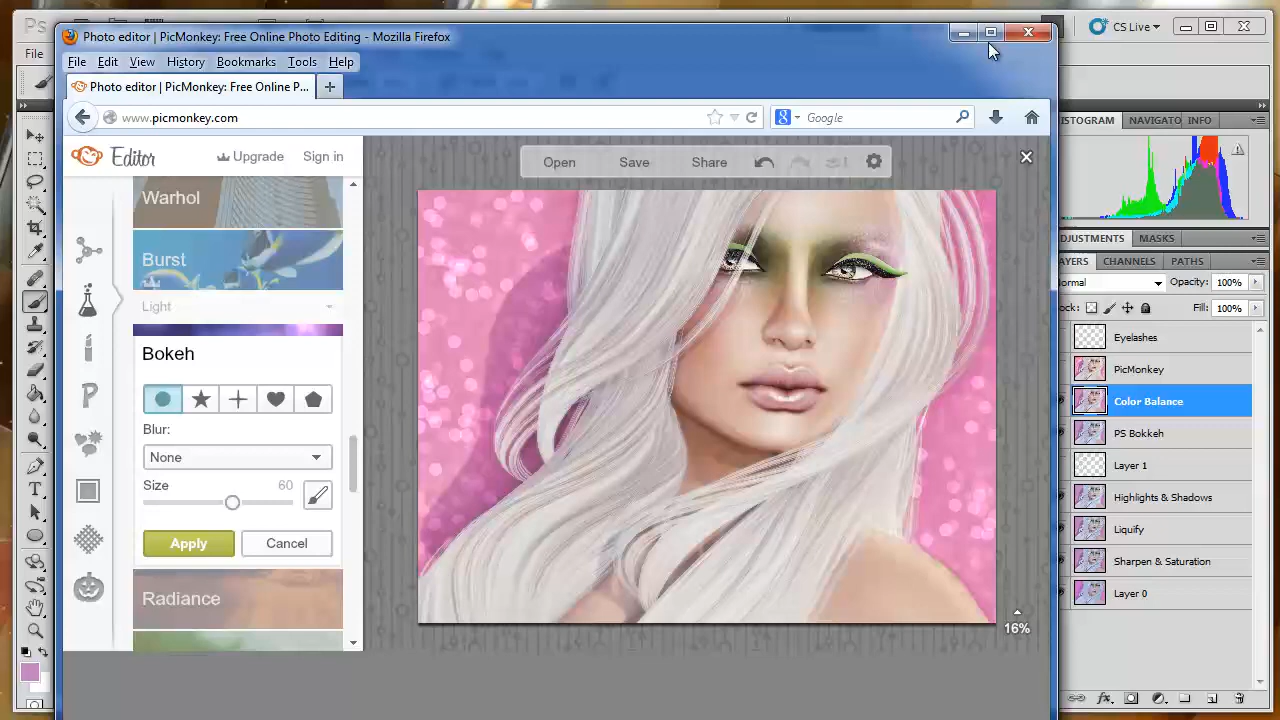 Ps
CS Live
File
Photo editor | PicMonkey: Free Online Photo Editing - Mozilla Firefox
File Edit View History Bookmarks Tools Help
Photo editor | PicMonkey: Free Online P...
www.picmonkey.com
Google
Editor
Upgrade
Sign in
Open
Save
Share
Warhol
Burst
Light
Bokeh
Blur:
None
Size
60
Apply
Cancel
Radiance
16%
ISTOGRAM
NAVIGATO
INFO
DJUSTMENTS
MASKS
AYERS
CHANNELS
PATHS
ormal
Opacity:
100%
ock:
Fill:
100%
Eyelashes
PicMonkey
Color Balance
PS Bokkeh
Layer 1
Highlights & Shadows
Liquify
Sharpen & Saturation
Layer 0